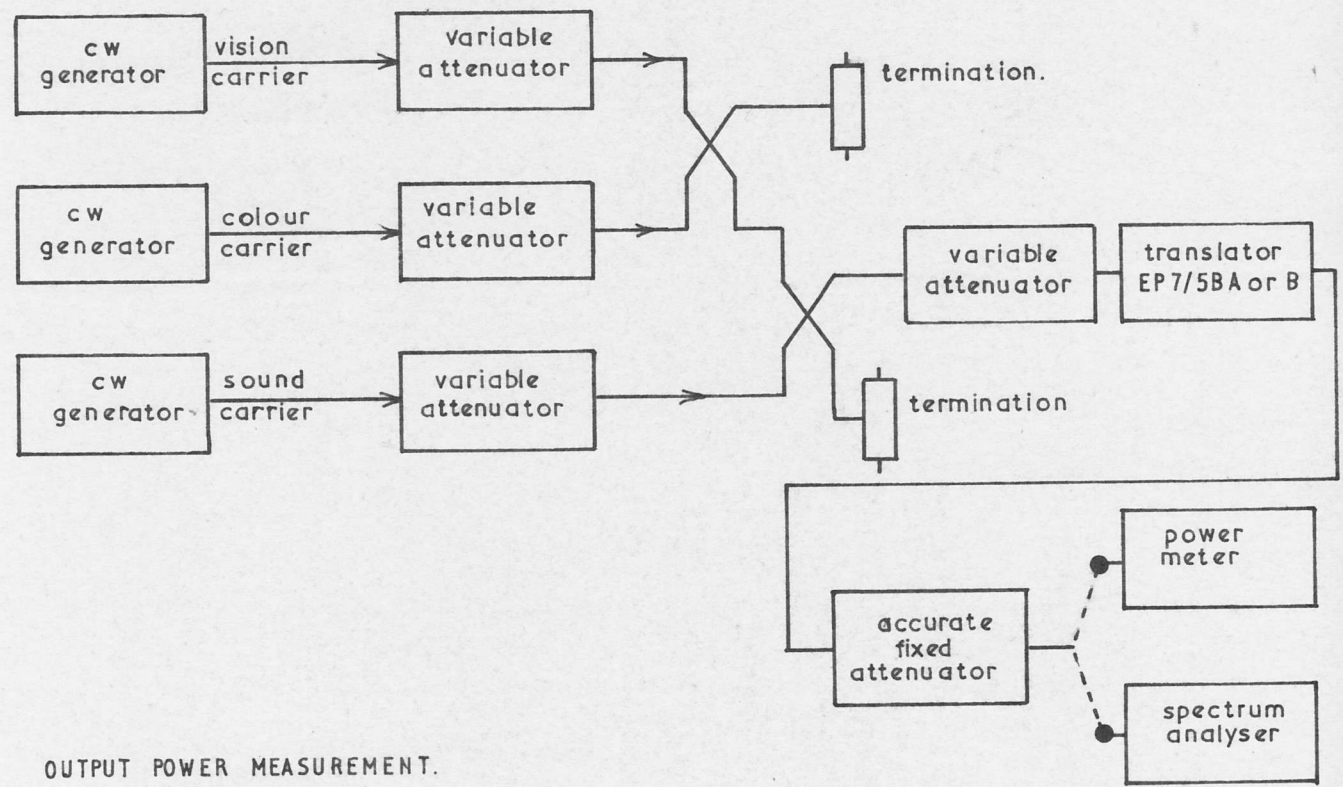 cw
generator
vision
carrier
variable
attenuator
termination.
cw
generator
colour
carrier
variable
attenuator
variable
attenuator
translator
EP7/5BA or B
cw
generator
sound
carrier
variable
attenuator
termination
accurate
fixed
attenuator
power
meter
spectrum
analyser
OUTPUT POWER MEASUREMENT.